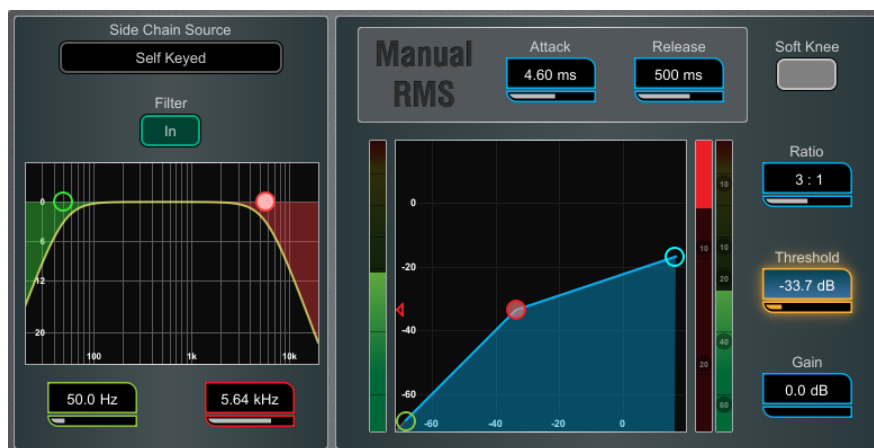 Side Chain Source
Self Keyed
Filter
In
0
6
12
20
100
1k
10k
50.0 Hz
5.64 kHz
Manual
RMS
Attack
4.60 ms
Release
500 ms
Soft Knee
0
-20
-40
-60
-60
-40
-20
0
10
20
10
10
20
40
60
Ratio
3 : 1
Threshold
-33.7 dB
Gain
0.0 dB